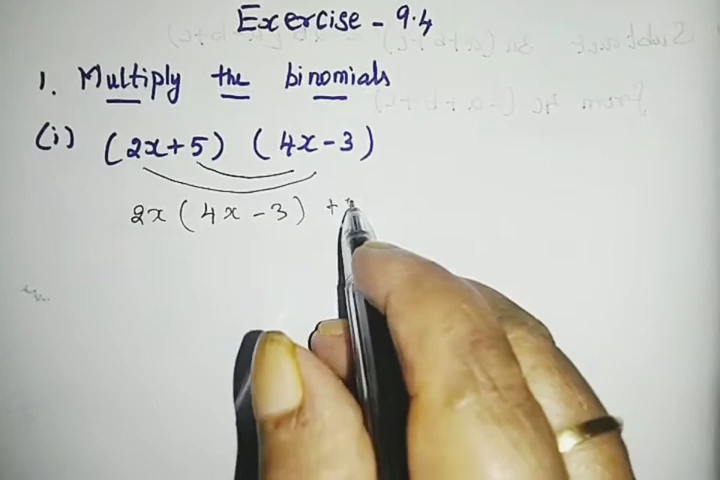 Exercise - 9.4
1. Multiply the binomials
(i) (2x+5) (4x-3)
2x (4x-3) +